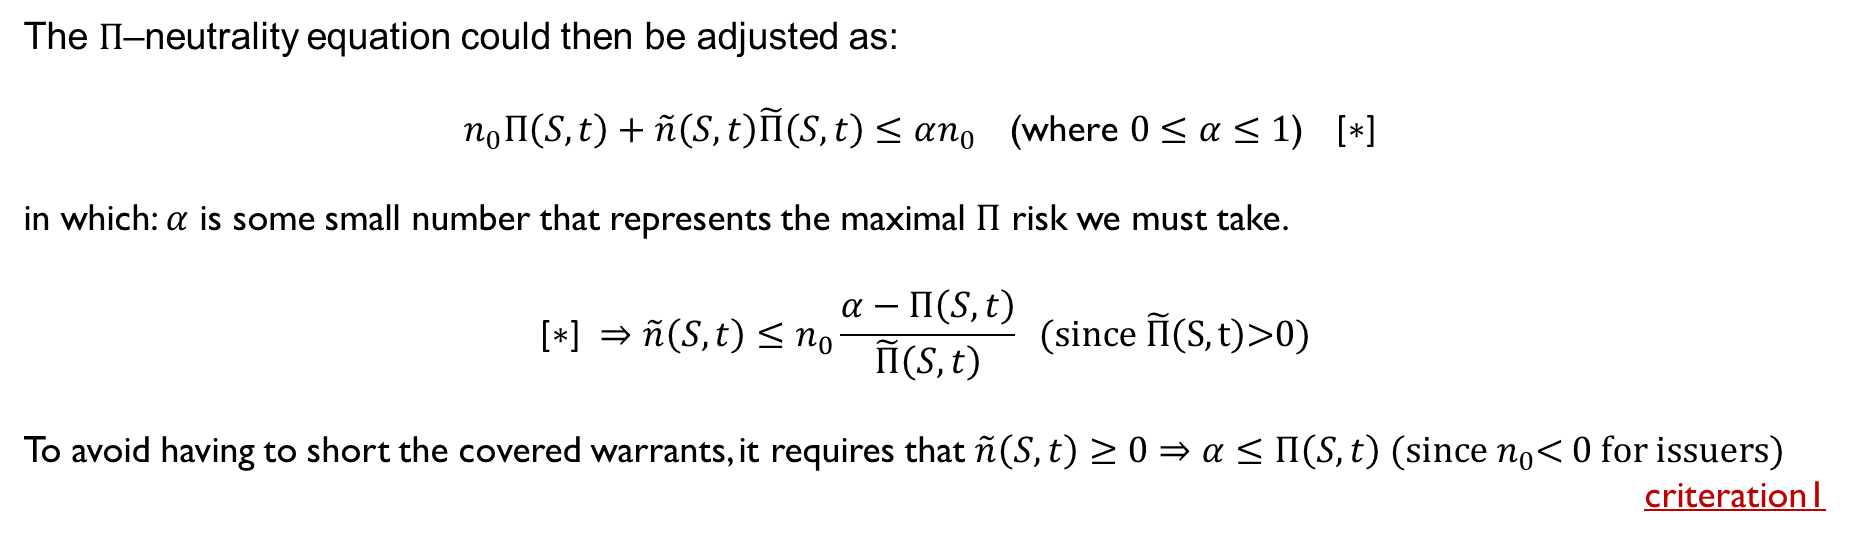 The Π–neutrality equation could then be adjusted as:
n₀Π(S, t) + ñ(S, t)Π̃(S, t) ≤ αn₀ (where 0 ≤ α ≤ 1) [∗]
in which: α is some small number that represents the maximal Π risk we must take.
[∗] ⇒ ñ(S, t) ≤ n₀ (α − Π(S, t))/(Π̃(S, t)) (since Π̃(S, t)>0)
To avoid having to short the covered warrants, it requires that ñ(S, t) ≥ 0 ⇒ α ≤ Π(S, t) (since n₀< 0 for issuers)
criteration1